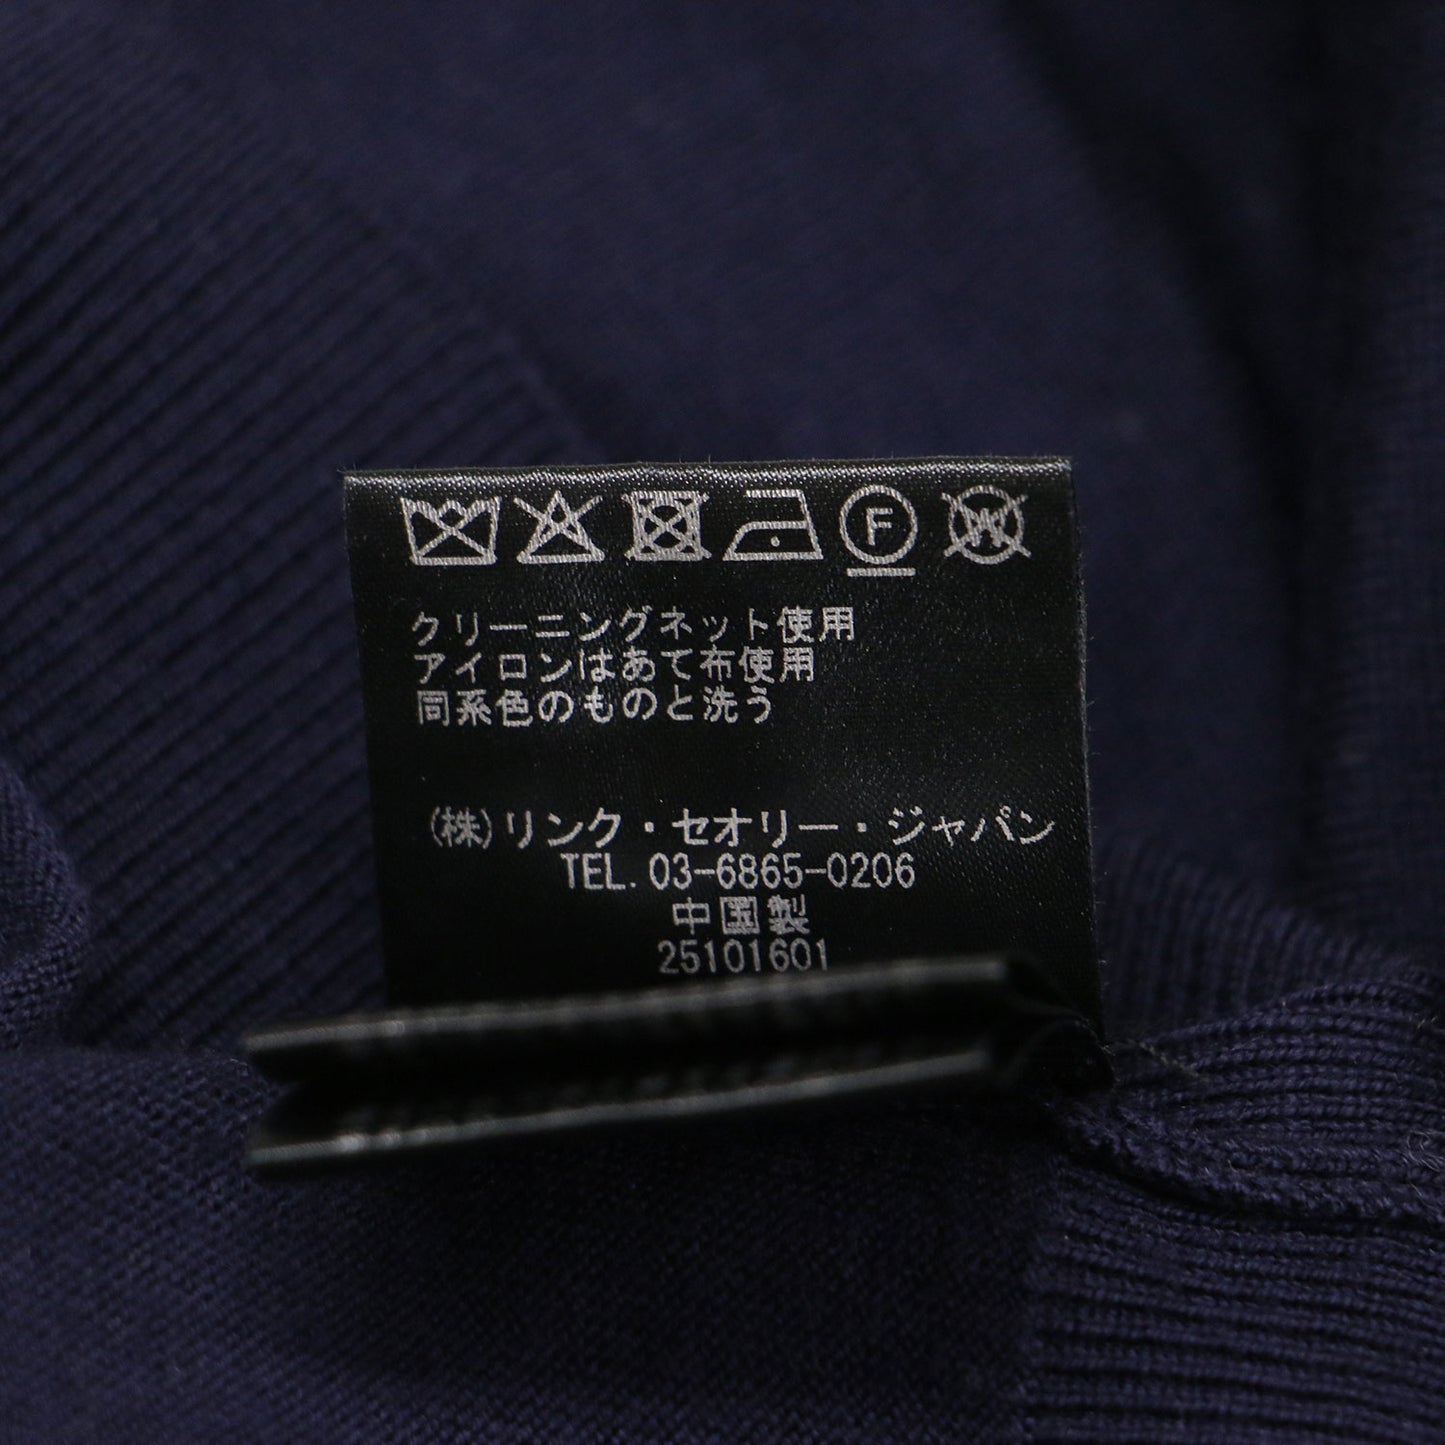 F W
クリーニングネット使用
アイロンはあて布使用
同系色のものと洗う
(株)リンク・セオリー・ジャパン
TEL. 03-6865-0206
中国製
25101601